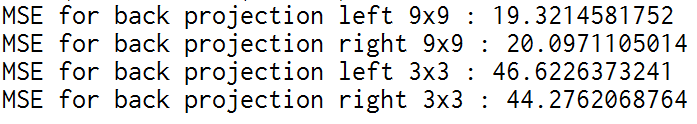 MSE for back projection left 9x9 : 19.3214581752
MSE for back projection right 9x9 : 20.0971105014
MSE for back projection left 3x3 : 46.6226373241
MSE for back projection right 3x3 : 44.2762068764